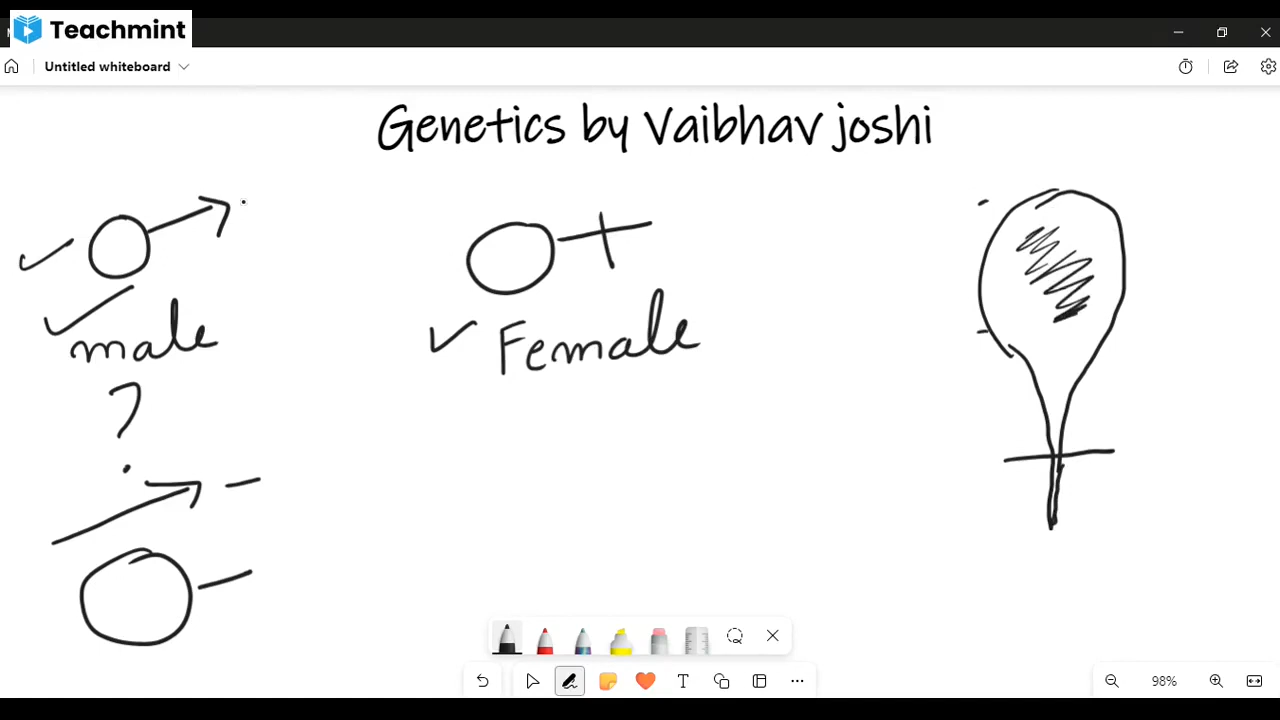 Teachmint
Untitled whiteboard
Genetics by Vaibhav joshi
male
Female
?
98%